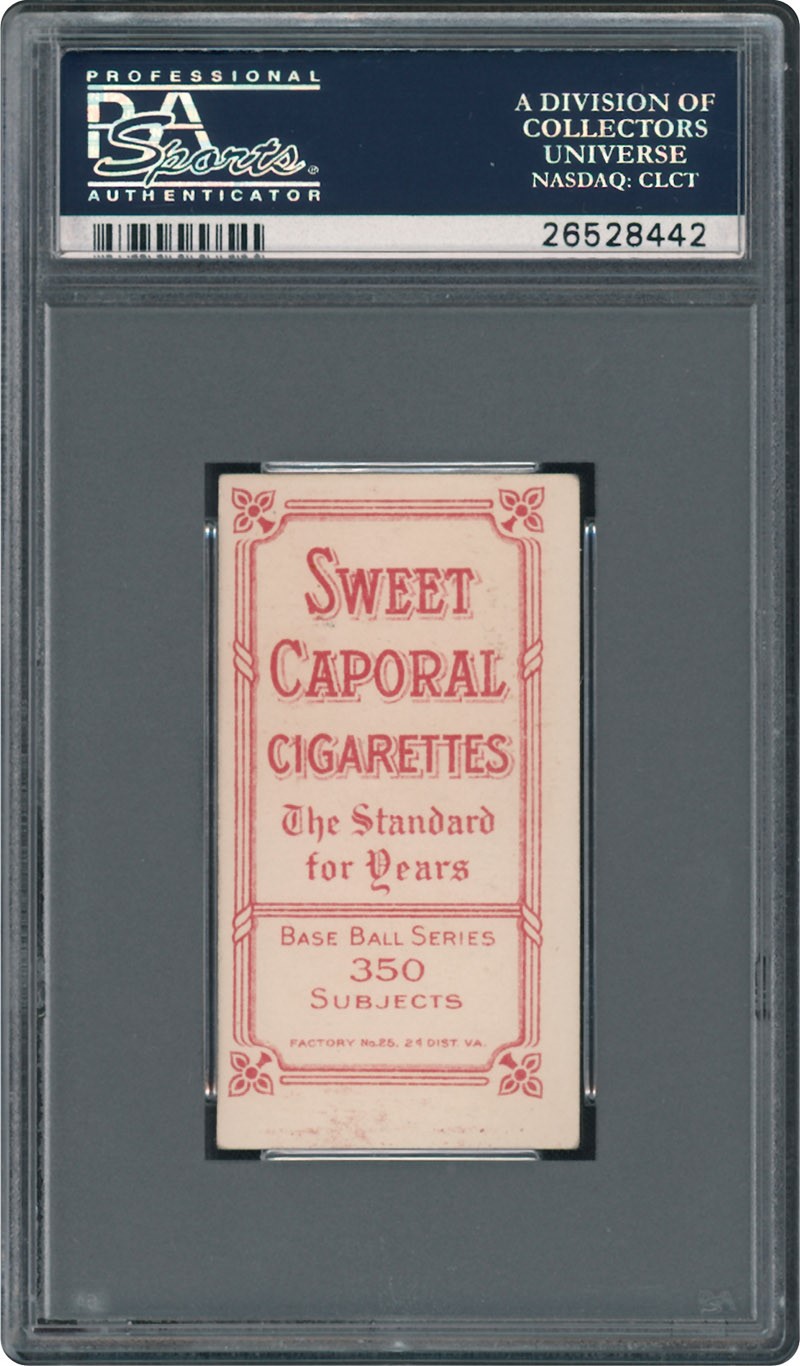 PROFESSIONAL
PSA
Sports®
AUTHENTICATOR
A DIVISION OF
COLLECTORS
UNIVERSE
NASDAQ: CLCT
26528442
SWEET
CAPORAL
CIGARETTES
The Standard
for Years
BASE BALL SERIES
350
SUBJECTS
FACTORY No. 25, 2d DIST. VA.